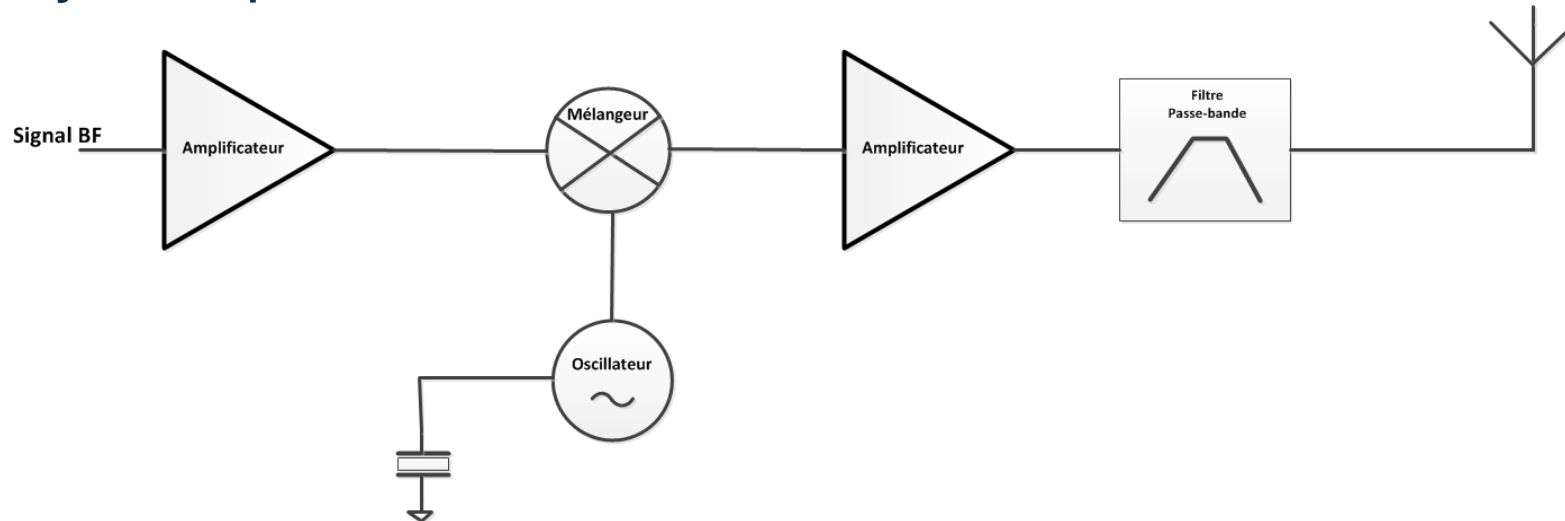 Signal BF
Amplificateur
Mélangeur
Amplificateur
Filtre
Passe-bande
Oscillateur